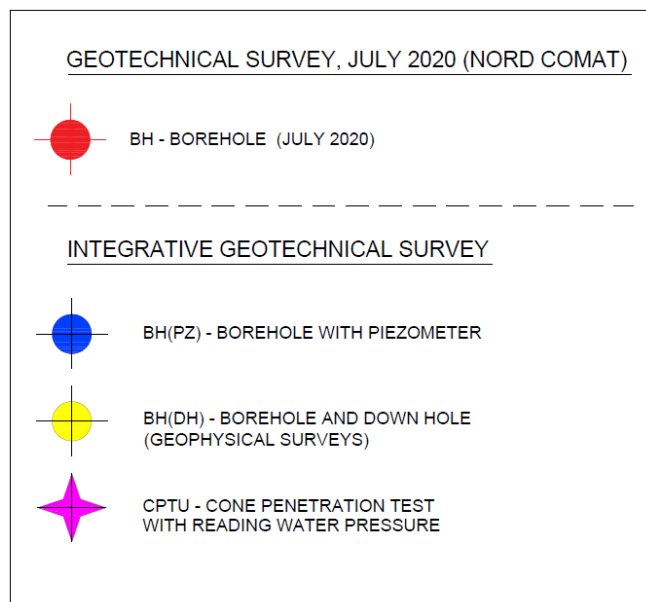 GEOTECHNICAL SURVEY, JULY 2020 (NORD COMAT)
BH - BOREHOLE (JULY 2020)
INTEGRATIVE GEOTECHNICAL SURVEY
BH(PZ) - BOREHOLE WITH PIEZOMETER
BH(DH) - BOREHOLE AND DOWN HOLE
(GEOPHYSICAL SURVEYS)
CPTU - CONE PENETRATION TEST
WITH READING WATER PRESSURE